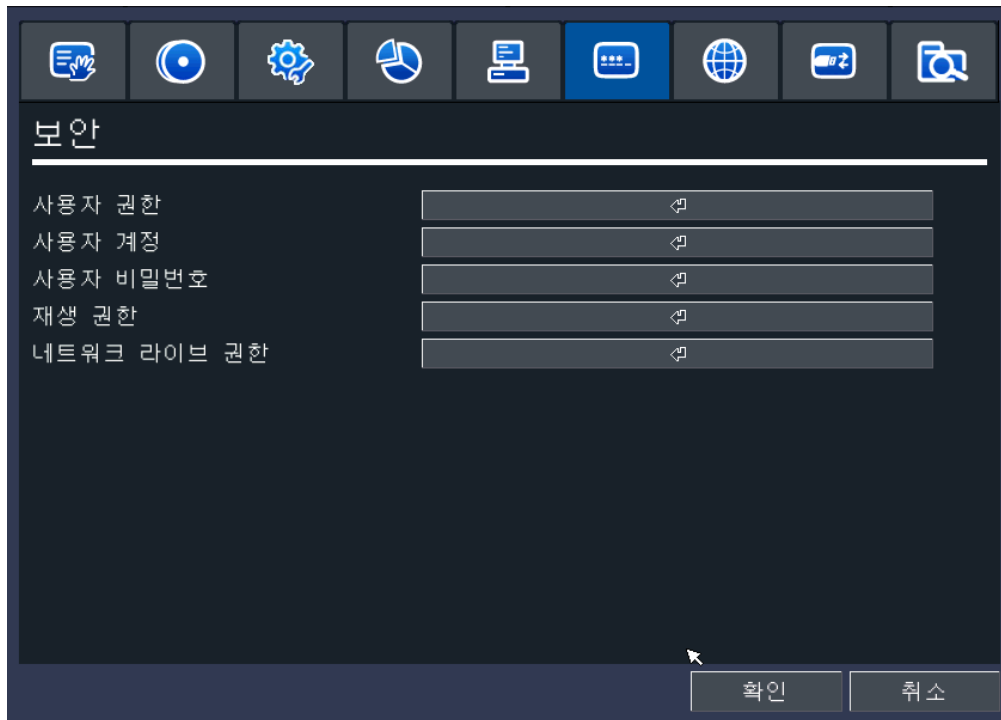 보안
사용자 권한
사용자 계정
사용자 비밀번호
재생 권한
네트워크 라이브 권한
확인
취소